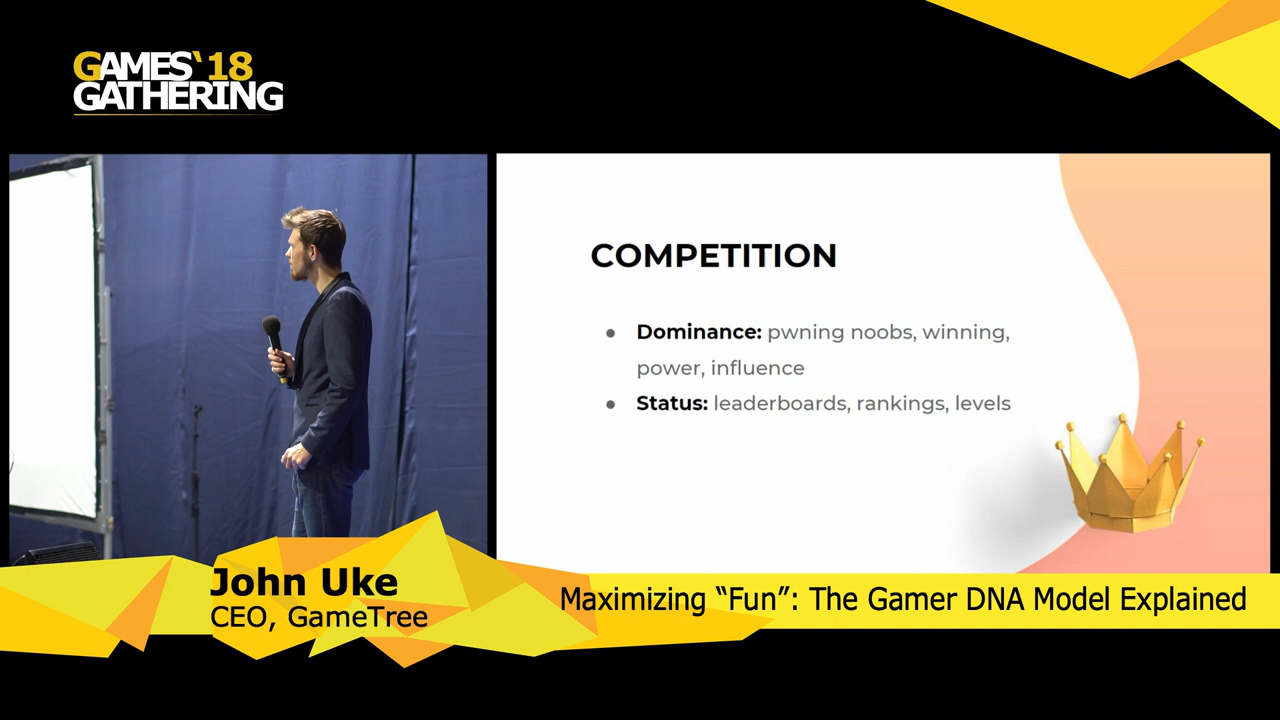 GAMES‘18
GATHERING
COMPETITION
● Dominance: pwning noobs, winning,
power, influence
● Status: leaderboards, rankings, levels
John Uke
CEO, GameTree
Maximizing “Fun”: The Gamer DNA Model Explained